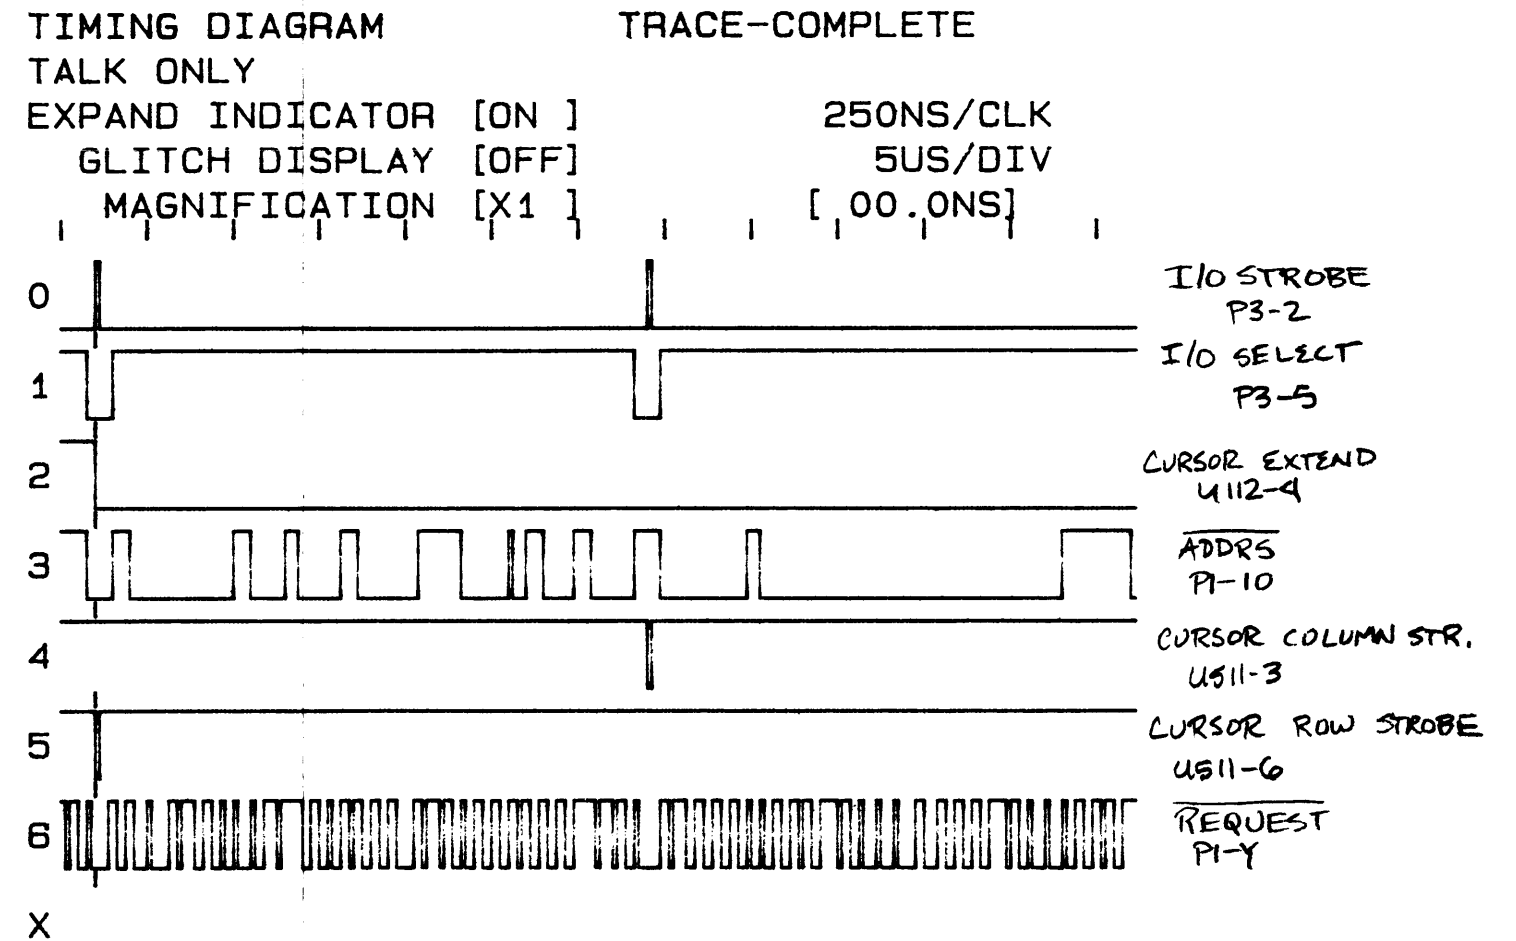 TIMING DIAGRAM TRACE-COMPLETE
TALK ONLY
EXPAND INDICATOR [ON ] 250NS/CLK
GLITCH DISPLAY [OFF] 5US/DIV
MAGNIFICATION [X1 ] [ 00.0NS]
0
I/O STROBE
P3-2
1
I/O SELECT
P3-5
2
CURSOR EXTEND
U112-4
3
ADDRS
P1-10
4
CURSOR COLUMN STR.
U511-3
5
CURSOR ROW STROBE
U511-6
6
REQUEST
P1-Y
X